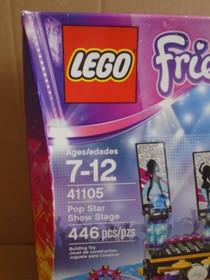 LEGO
Frie
Ages/edades
7-12
41105
Pop Star
Show Stage
446 pcs/pzs
Building Toy
Jouet de construction
Juguete para Construir